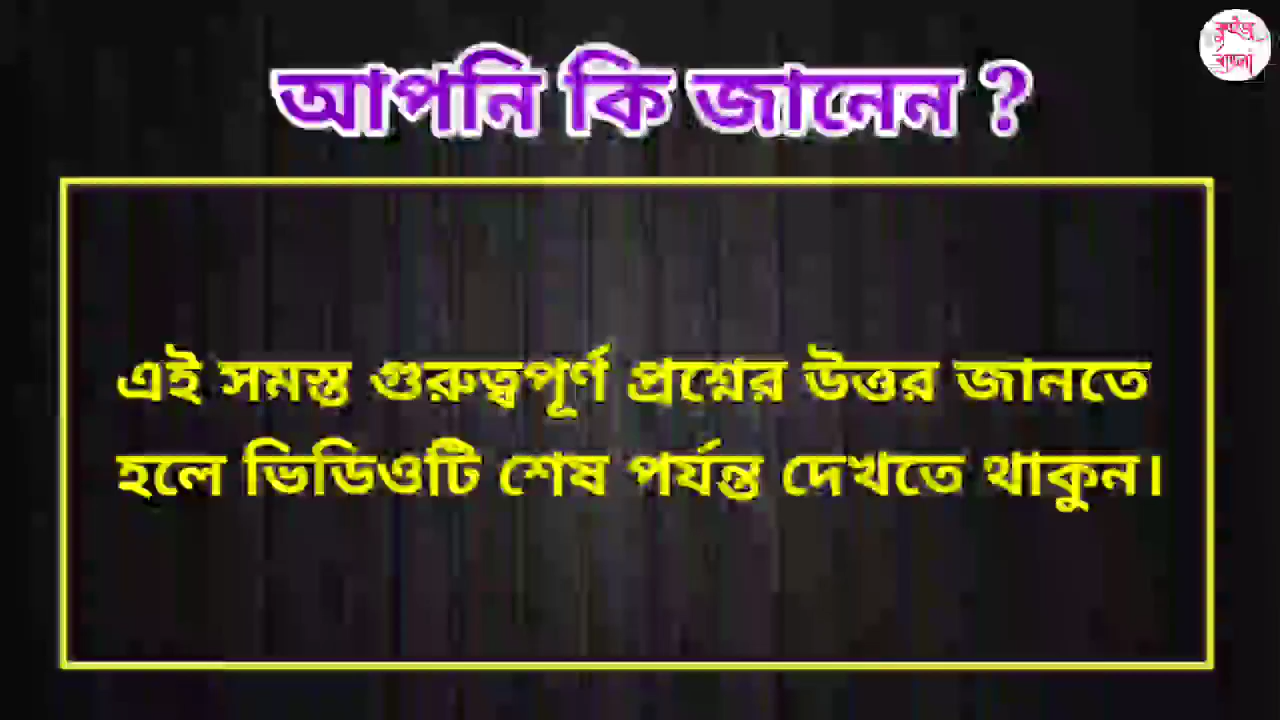 আপনি কি জানেন ?
এই সমস্ত গুরুত্বপূর্ণ প্রশ্নের উত্তর জানতে
হলে ভিডিওটি শেষ পর্যন্ত দেখতে থাকুন।